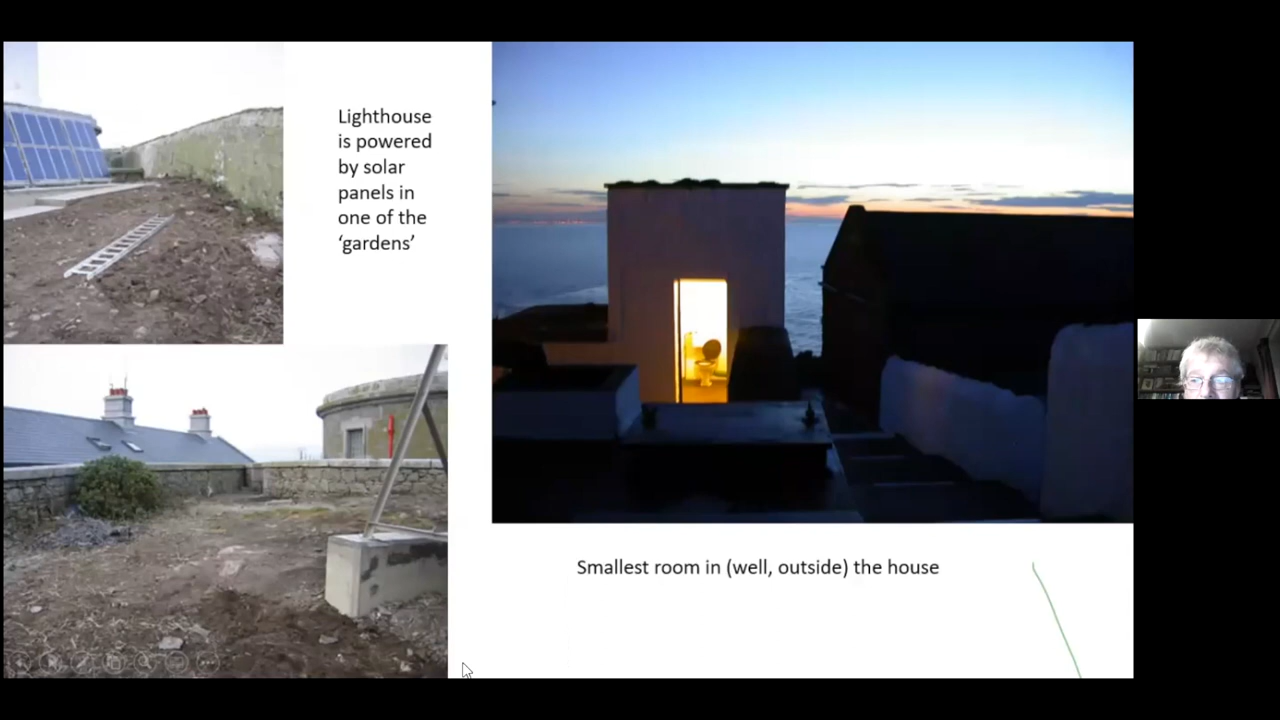 Lighthouse
is powered
by solar
panels in
one of the
‘gardens’
Smallest room in (well, outside) the house